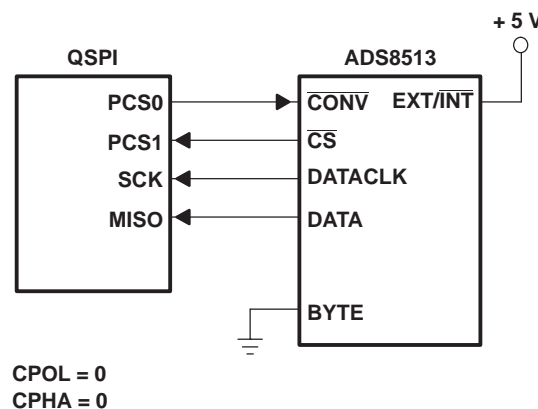 + 5 V
QSPI
ADS8513
PCS0
CONV
EXT/INT
PCS1
CS
SCK
DATACLK
MISO
DATA
BYTE
CPOL = 0
CPHA = 0